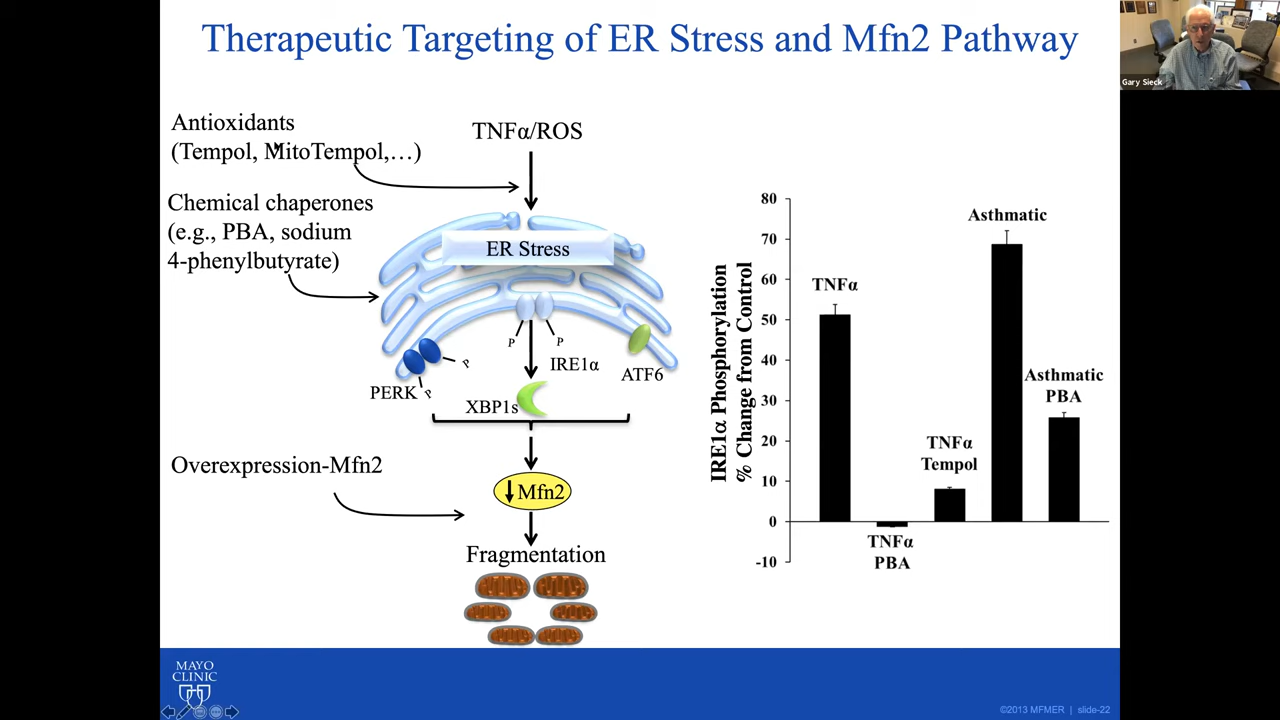 Therapeutic Targeting of ER Stress and Mfn2 Pathway
Gary Sieck
Antioxidants
(Tempol, MitoTempol,...)
Chemical chaperones
(e.g., PBA, sodium
4-phenylbutyrate)
Overexpression-Mfn2
TNFα/ROS
ER Stress
P
P
IRE1α
P
PERK
P
ATF6
XBP1s
Mfn2
Fragmentation
IRE1α Phosphorylation
% Change from Control
80
70
60
50
40
30
20
10
0
-10
TNFα
TNFα
PBA
TNFα
Tempol
Asthmatic
Asthmatic
PBA
MAYO
CLINIC
©2013 MFMER | slide-22